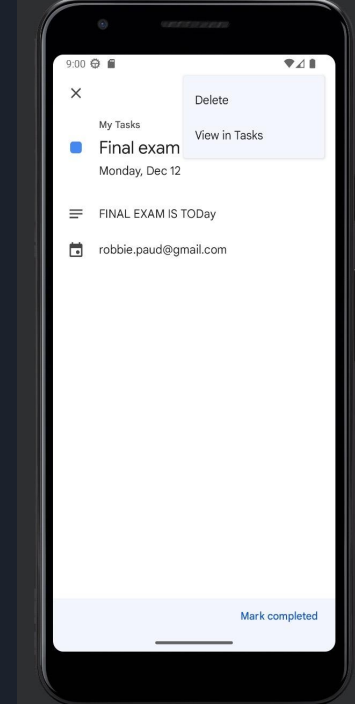 9:00
Delete
My Tasks
View in Tasks
Final exam
Monday, Dec 12
FINAL EXAM IS TODay
robbie.paud@gmail.com
Mark completed